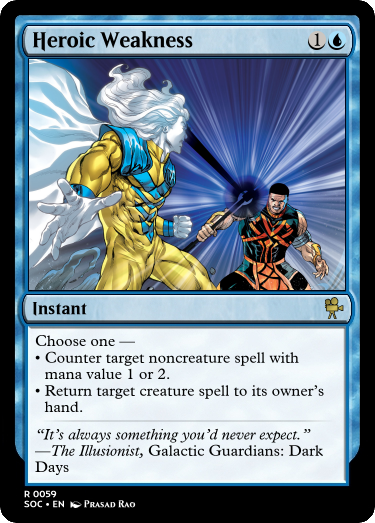 Heroic Weakness 1
Instant
Choose one —
• Counter target noncreature spell with
mana value 1 or 2.
• Return target creature spell to its owner's
hand.
"It's always something you'd never expect."
—The Illusionist, Galactic Guardians: Dark
Days
R 0059
SOC • EN Prasad Rao